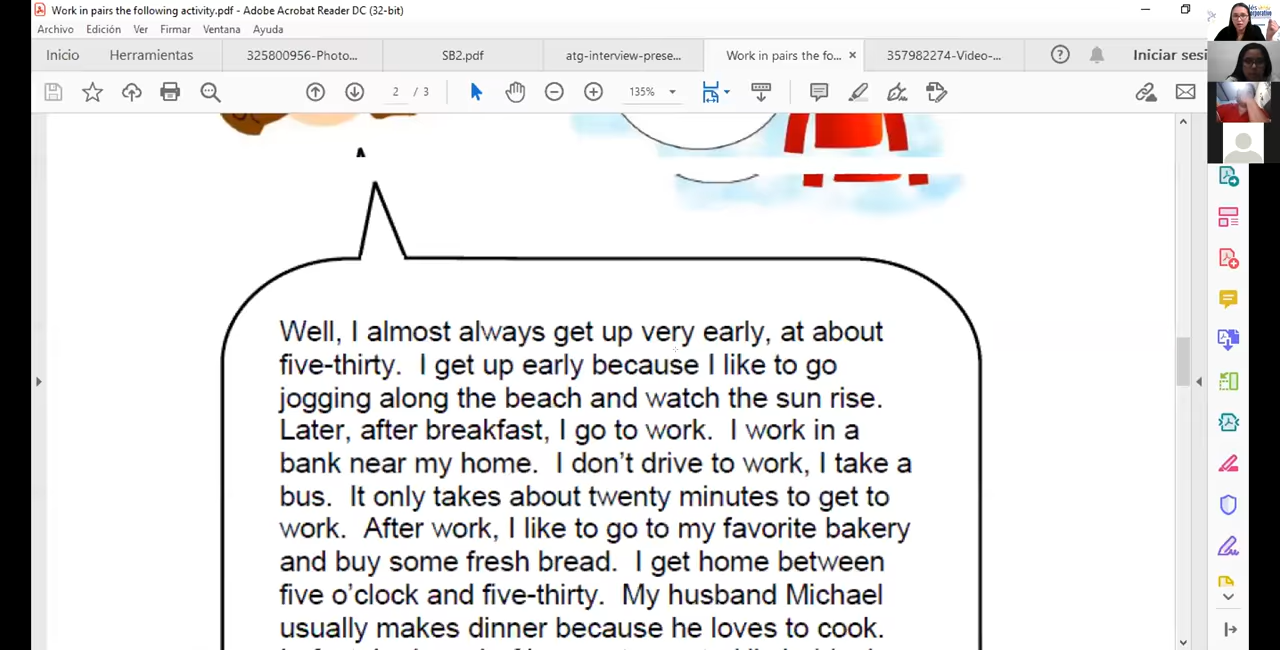 Work in pairs the following activity.pdf - Adobe Acrobat Reader DC (32-bit)
Archivo Edición Ver Firmar Ventana Ayuda
Inicio Herramientas 325800956-Photo... SB2.pdf atg-interview-prese... Work in pairs the fo... × 357982274-Video-... Iniciar sesi
2 / 3 135%
Well, I almost always get up very early, at about
five-thirty. I get up early because I like to go
jogging along the beach and watch the sun rise.
Later, after breakfast, I go to work. I work in a
bank near my home. I don't drive to work, I take a
bus. It only takes about twenty minutes to get to
work. After work, I like to go to my favorite bakery
and buy some fresh bread. I get home between
five o'clock and five-thirty. My husband Michael
usually makes dinner because he loves to cook.